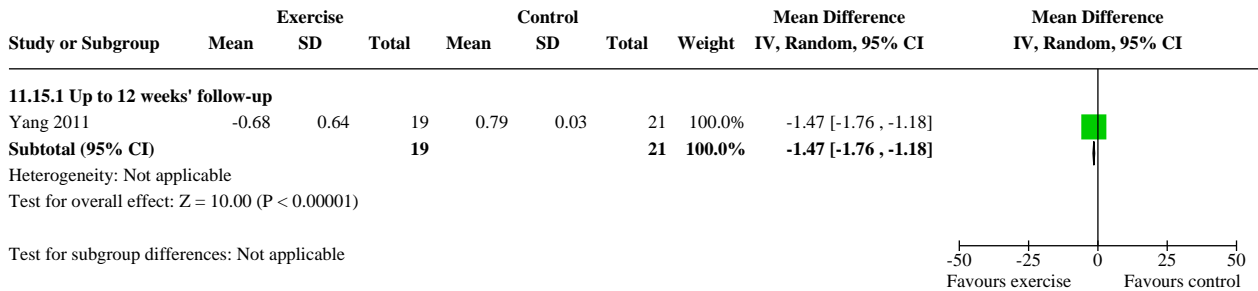 Exercise Control Mean Difference Mean Difference
Study or Subgroup Mean SD Total Mean SD Total Weight IV, Random, 95% CI IV, Random, 95% CI
11.15.1 Up to 12 weeks' follow-up
Yang 2011 -0.68 0.64 19 0.79 0.03 21 100.0% -1.47 [-1.76 , -1.18]
Subtotal (95% CI) 19 21 100.0% -1.47 [-1.76 , -1.18]
Heterogeneity: Not applicable
Test for overall effect: Z = 10.00 (P < 0.00001)
Test for subgroup differences: Not applicable
-50 -25 0 25 50
Favours exercise Favours control